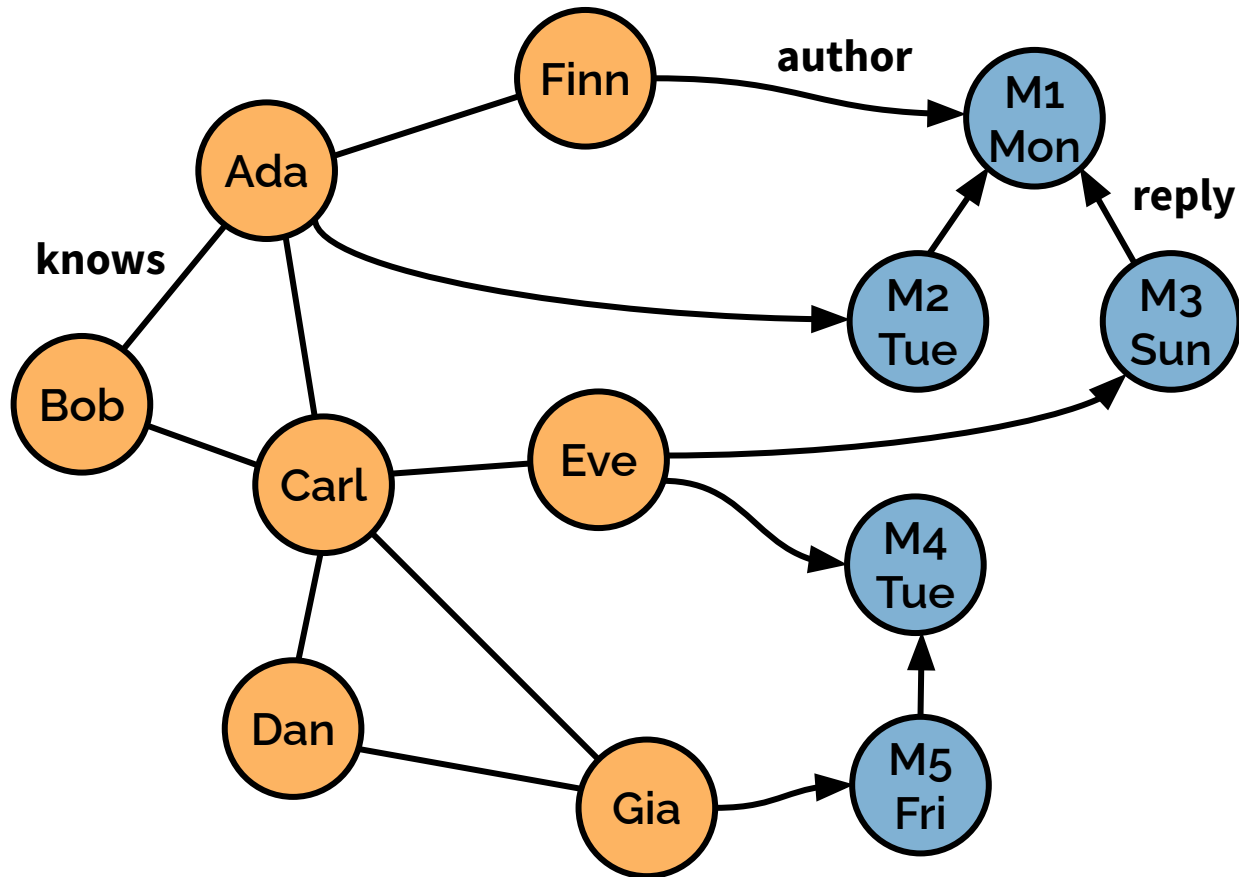 Finn
author
M1
Mon
Ada
reply
knows
M2
Tue
M3
Sun
Bob
Eve
Carl
M4
Tue
Dan
M5
Fri
Gia